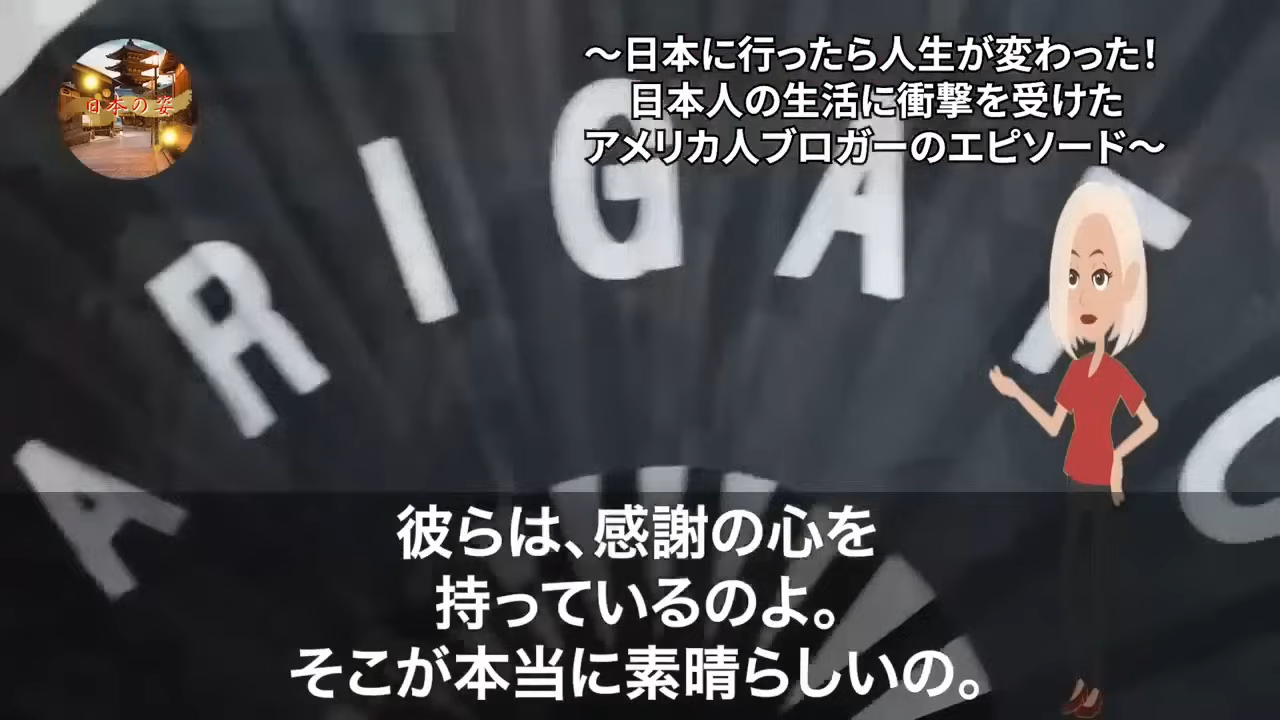 日本の姿
〜日本に行ったら人生が変わった!
日本人の生活に衝撃を受けた
アメリカ人ブロガーのエピソード〜
ARIGATO
彼らは、感謝の心を
持っているのよ。
そこが本当に素晴らしいの。